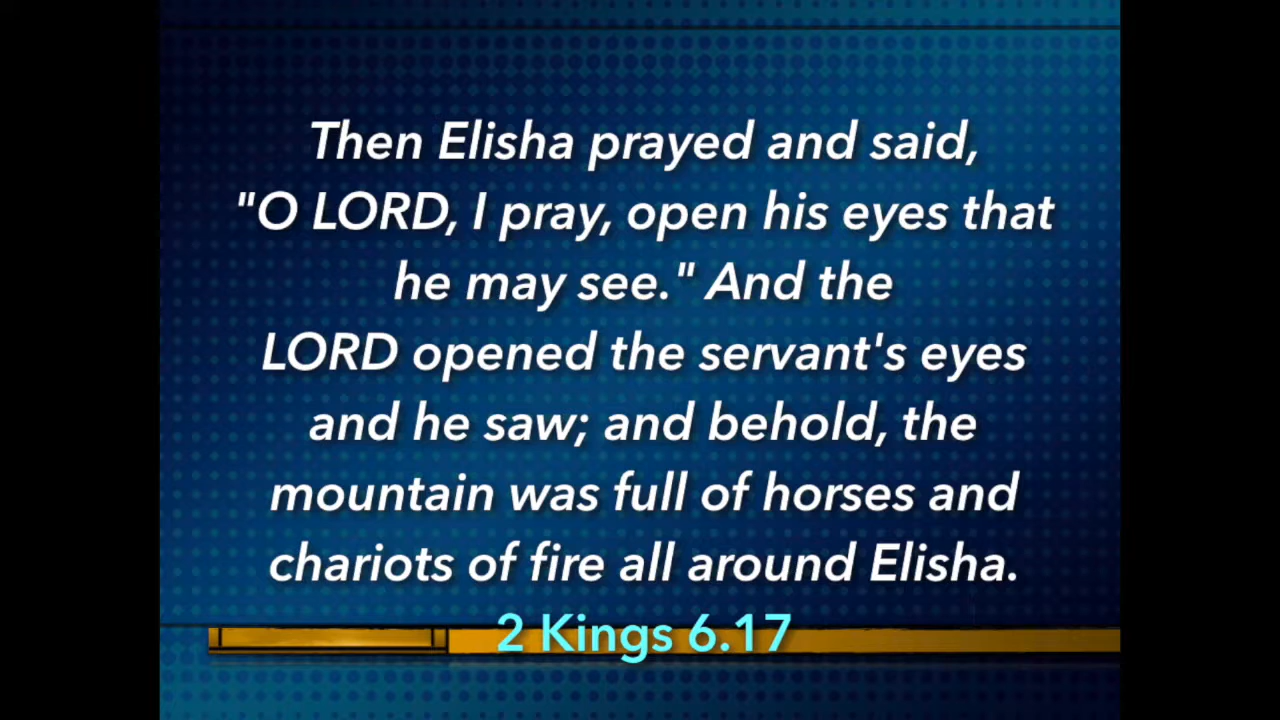 Then Elisha prayed and said,
"O LORD, I pray, open his eyes that
he may see." And the
LORD opened the servant's eyes
and he saw; and behold, the
mountain was full of horses and
chariots of fire all around Elisha.
2 Kings 6.17